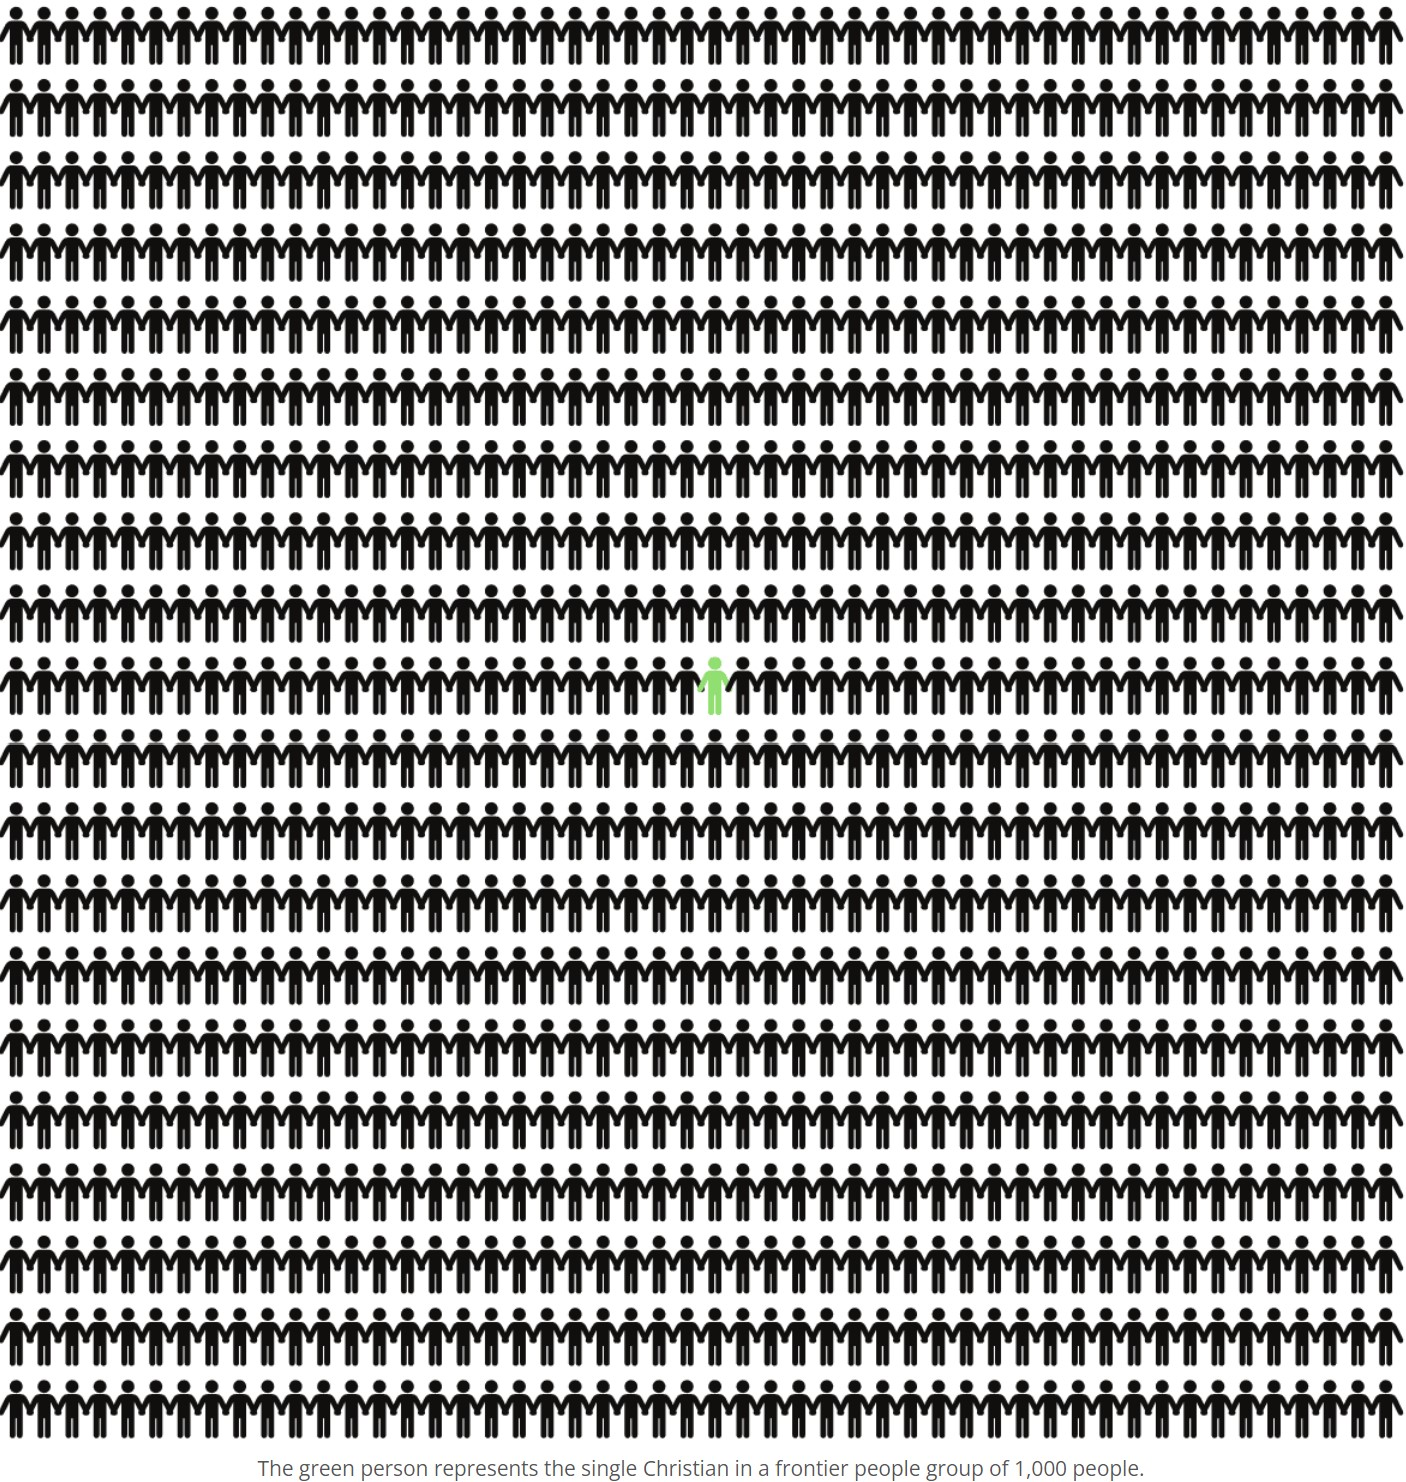 The green person represents the single Christian in a frontier people group of 1,000 people.